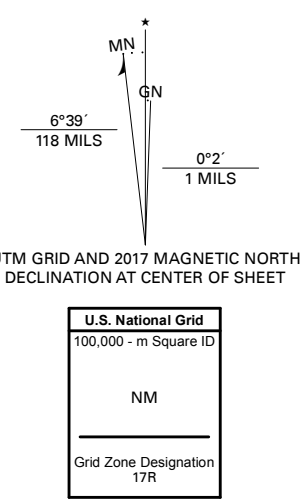 ★
MN
GN
6°39´
118 MILS
0°2´
1 MILS
UTM GRID AND 2017 MAGNETIC NORTH
DECLINATION AT CENTER OF SHEET
U.S. National Grid
100,000 - m Square ID
NM
Grid Zone Designation
17R